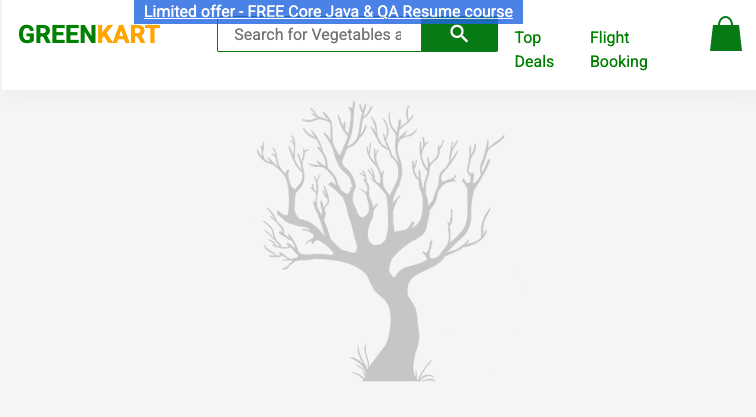 Limited offer - FREE Core Java & QA Resume course
GREENKART
Search for Vegetables a
Top
Deals
Flight
Booking